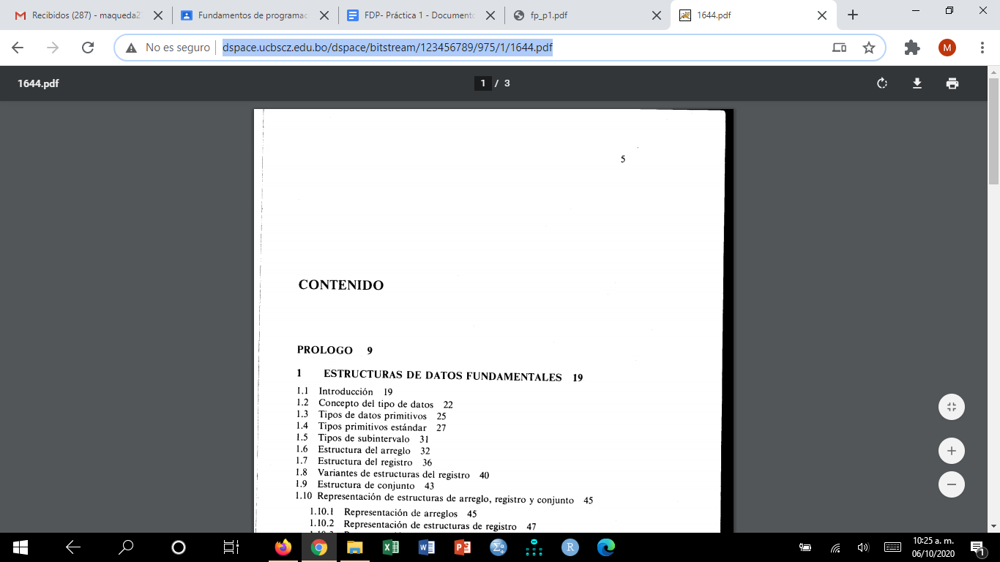 Recibidos (287) - maqueda2
Fundamentos de programac
FDP- Práctica 1 - Documento
fp_p1.pdf
1644.pdf
No es seguro
dspace.ucbscz.edu.bo/dspace/bitstream/123456789/975/1/1644.pdf
M
1644.pdf
1 / 3
5
CONTENIDO
PROLOGO 9
1 ESTRUCTURAS DE DATOS FUNDAMENTALES 19
1.1 Introducción 19
1.2 Concepto del tipo de datos 22
1.3 Tipos de datos primitivos 25
1.4 Tipos primitivos estándar 27
1.5 Tipos de subintervalo 31
1.6 Estructura del arreglo 32
1.7 Estructura del registro 36
1.8 Variantes de estructuras del registro 40
1.9 Estructura de conjunto 43
1.10 Representación de estructuras de arreglo, registro y conjunto 45
1.10.1 Representación de arreglos 45
1.10.2 Representación de estructuras de registro 47
10:25 a. m.
06/10/2020
1